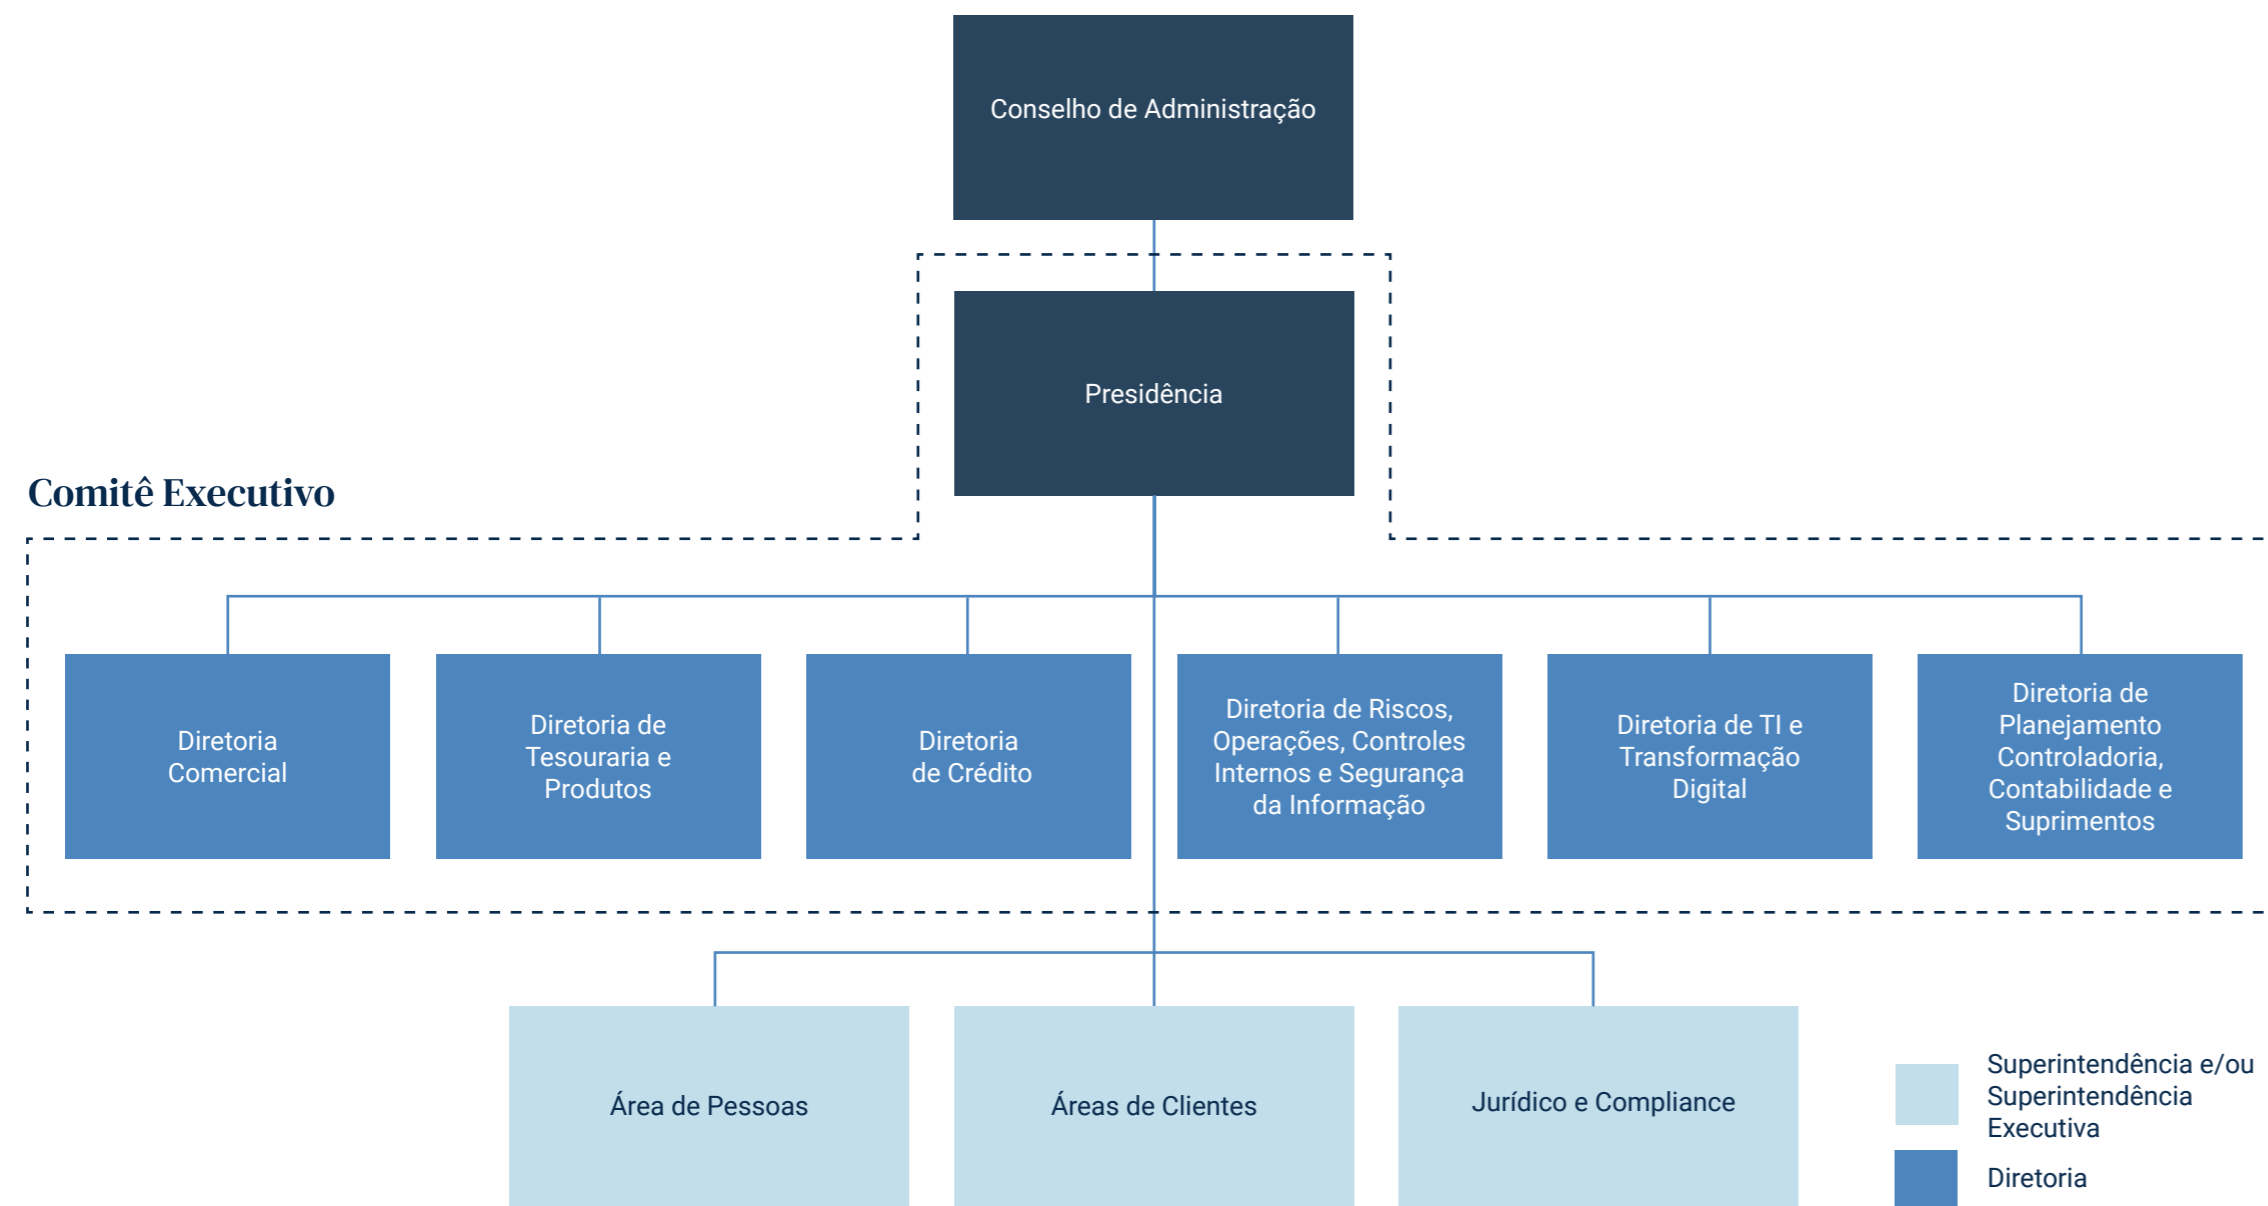 Conselho de Administração
Presidência
Comitê Executivo
Diretoria
Comercial
Diretoria de
Tesouraria e
Produtos
Diretoria
de Crédito
Diretoria de Riscos,
Operações, Controles
Internos e Segurança
da Informação
Diretoria de TI e
Transformação
Digital
Diretoria de
Planejamento
Controladoria,
Contabilidade e
Suprimentos
Área de Pessoas
Áreas de Clientes
Jurídico e Compliance
Superintendência e/ou
Superintendência
Executiva
Diretoria